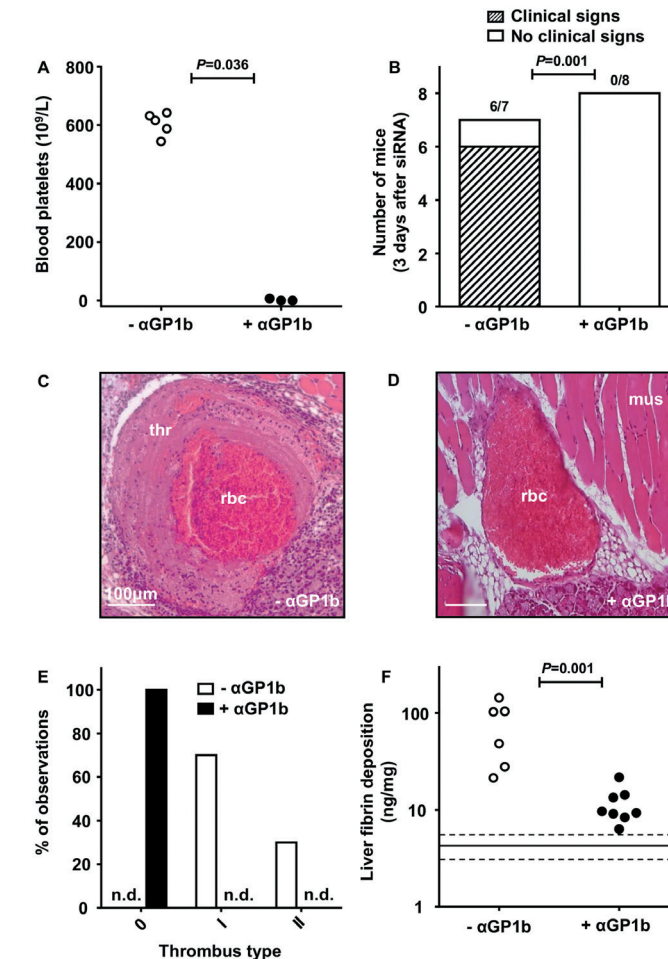 Clinical signs
No clinical signs
A
P=0.036
Blood platelets (10⁹/L)
800
600
400
200
0
- αGP1b
+ αGP1b
B
P=0.001
Number of mice
(3 days after siRNA)
8
6
4
2
0
6/7
0/8
- αGP1b
+ αGP1b
C
thr
rbc
100μm
- αGP1b
D
mus
rbc
+ αGP1b
E
- αGP1b
+ αGP1b
% of observations
100
80
60
40
20
0
n.d.
n.d.
n.d.
0
I
II
Thrombus type
F
P=0.001
Liver fibrin deposition
(ng/mg)
100
10
1
- αGP1b
+ αGP1b